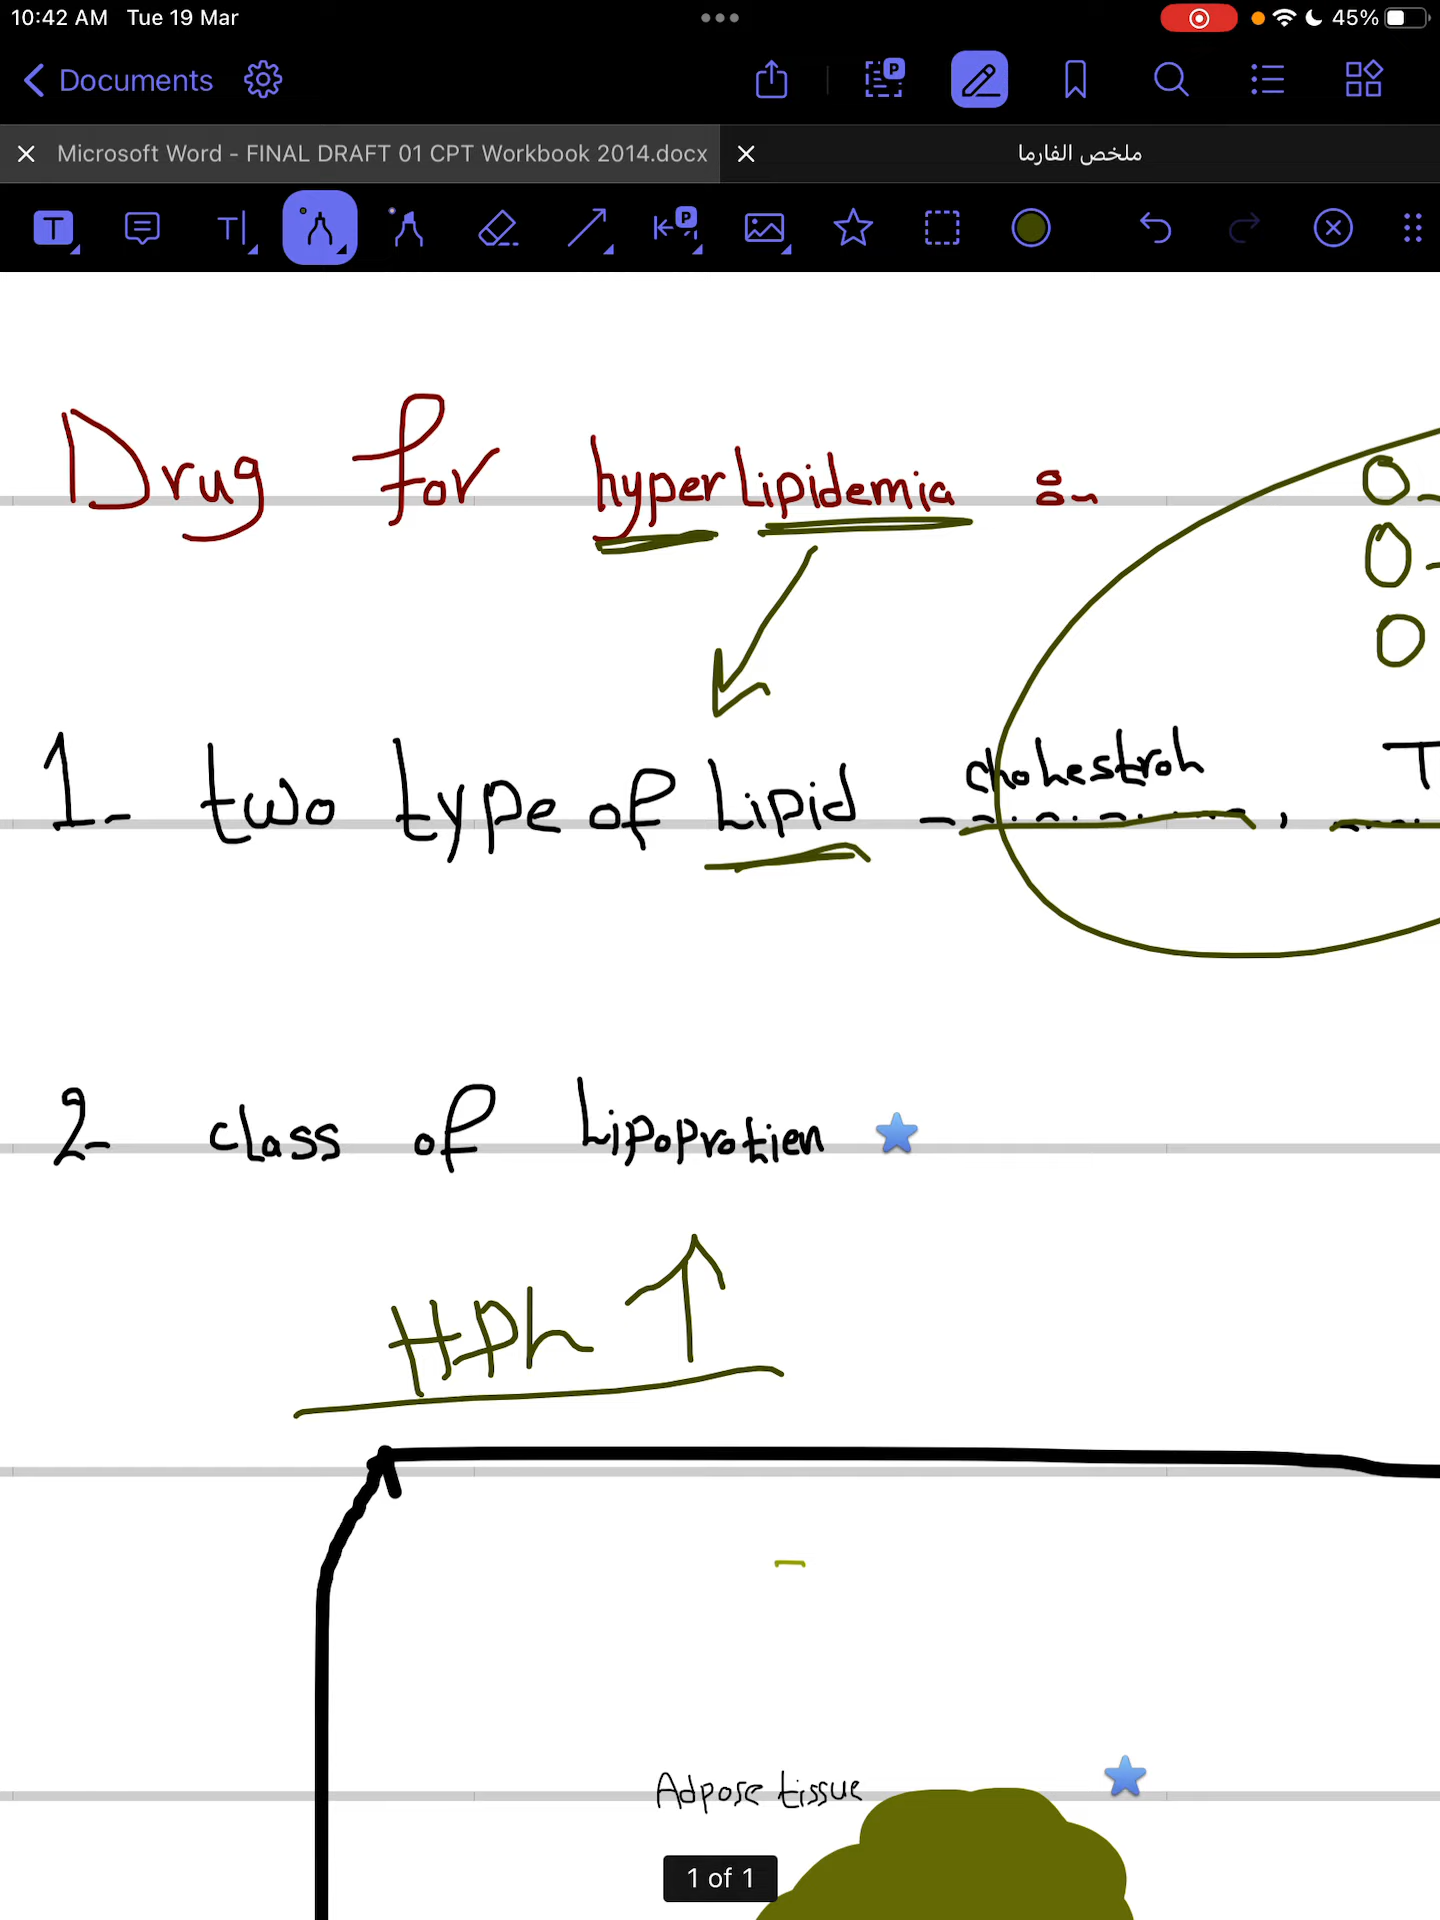 10:42 AM Tue 19 Mar 45%
Documents
Microsoft Word - FINAL DRAFT 01 CPT Workbook 2014.docx
ملخص الفارما
Drug for hyperLipidemia :-
1- two type of Lipid - cholestrol , T
2- class of Lipoprotien
HDL ↑
Adpose tissue
1 of 1